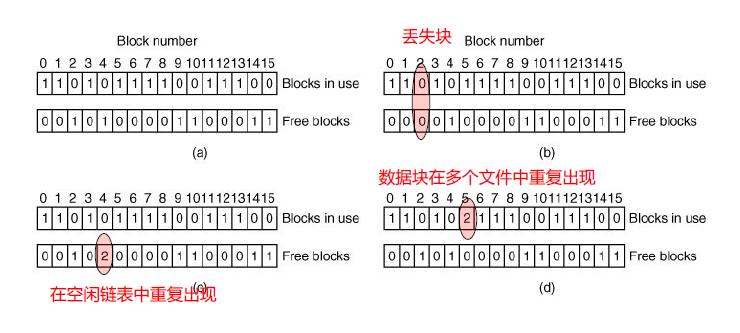 Block number
0 1 2 3 4 5 6 7 8 9 10 11 12 13 14 15
1 1 0 1 0 1 1 1 1 0 0 1 1 1 0 0 Blocks in use
0 0 1 0 1 0 0 0 0 1 1 0 0 0 1 1 Free blocks
(a)
丢失块
Block number
0 1 2 3 4 5 6 7 8 9 10 11 12 13 14 15
1 1 0 1 0 1 1 1 1 0 0 1 1 1 0 0 Blocks in use
0 0 0 0 1 0 0 0 0 1 1 0 0 0 1 1 Free blocks
(b)
0 1 2 3 4 5 6 7 8 9 10 11 12 13 14 15
1 1 0 1 0 1 1 1 1 0 0 1 1 1 0 0 Blocks in use
0 0 1 0 2 0 0 0 0 1 1 0 0 0 1 1 Free blocks
(c)
在空闲链表中重复出现
数据块在多个文件中重复出现
0 1 2 3 4 5 6 7 8 9 10 11 12 13 14 15
1 1 0 1 0 2 1 1 1 0 0 1 1 1 0 0 Blocks in use
0 0 1 0 1 0 0 0 0 1 1 0 0 0 1 1 Free blocks
(d)